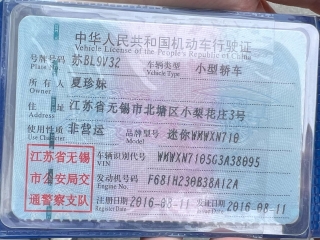 中华人民共和国机动车行驶证
Vehicle License of the People's Republic of China
号牌号码 苏BL9V32 车辆类型 小型轿车
Plate No. Vehicle Type
所有人 夏珍妹
Owner
住址 江苏省无锡市北塘区小梨花庄3号
Address
使用性质 非营运 品牌型号 迷你WMWXN710
Use Character Model
江苏省无锡
市公安局交
通警察支队
车辆识别代号 WMWXN7105G3A38095
VIN
发动机号码 F681H230B38A12A
Engine No.
注册日期 2016-08-11 发证日期 2016-08-11
Register Date Issue Date